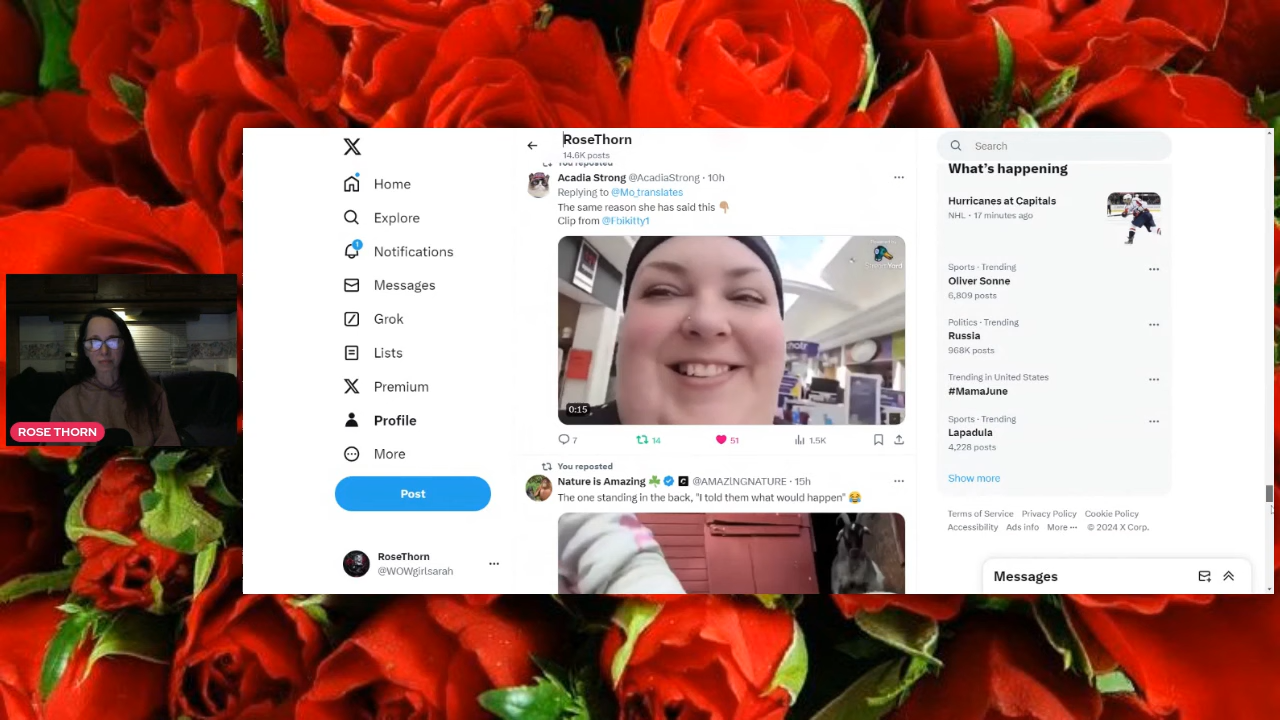 RoseThorn
14.6K posts
Search
Home
Explore
Notifications
1
Messages
Grok
Lists
Premium
Profile
More
Post
RoseThorn
@WOWgirlsarah
You reposted
Acadia Strong @AcadiaStrong · 10h
Replying to @Mo_translates
The same reason she has said this
Clip from @Fbikitty1
0:15
7
14
51
1.5K
You reposted
Nature is Amazing @AMAZlNGNATURE · 15h
The one standing in the back, "I told them what would happen"
What's happening
Hurricanes at Capitals
NHL · 17 minutes ago
Sports · Trending
Oliver Sonne
6,809 posts
Politics · Trending
Russia
968K posts
Trending in United States
#MamaJune
Sports · Trending
Lapadula
4,228 posts
Show more
Terms of Service Privacy Policy Cookie Policy
Accessibility Ads info More ··· © 2024 X Corp.
Messages
ROSE THORN